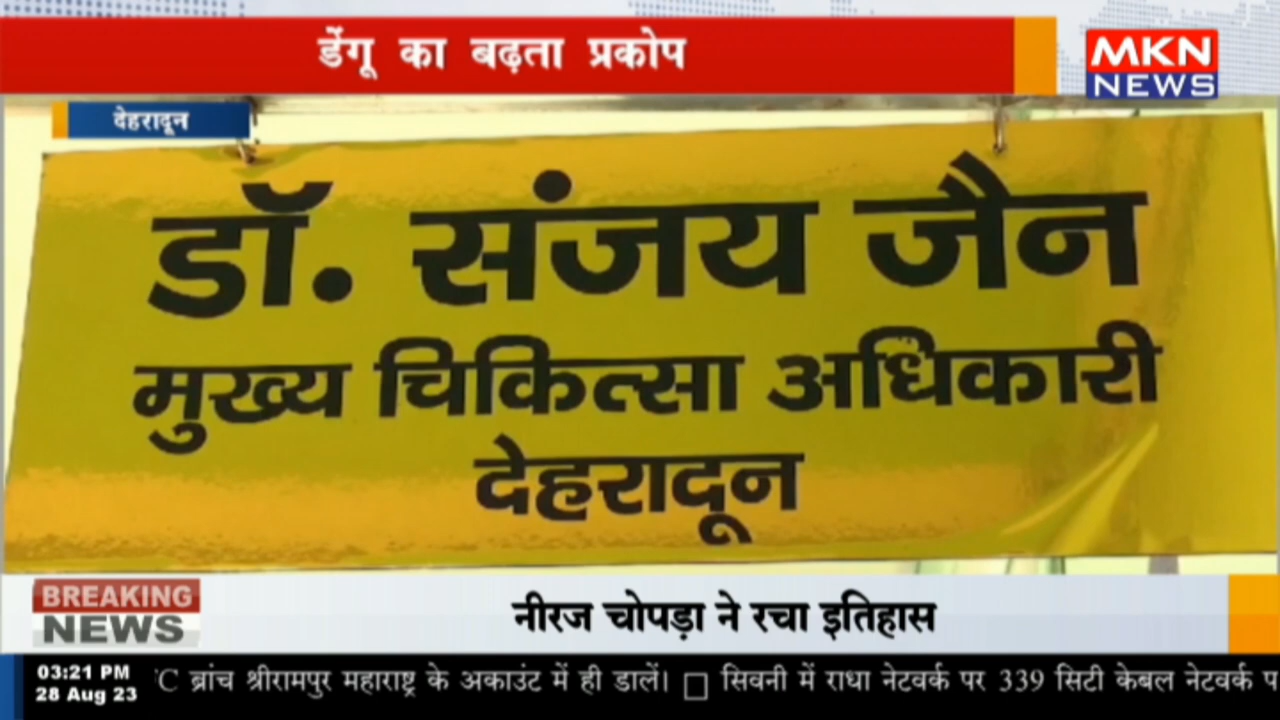 डेंगू का बढ़ता प्रकोप
MKN
NEWS
देहरादून
डॉ. संजय जैन
मुख्य चिकित्सा अधिकारी
देहरादून
BREAKING
NEWS
नीरज चोपड़ा ने रचा इतिहास
03:21 PM
28 Aug 23
C ब्रांच श्रीरामपुर महाराष्ट्र के अकाउंट में ही डालें। □ सिवनी में राधा नेटवर्क पर 339 सिटी केबल नेटवर्क